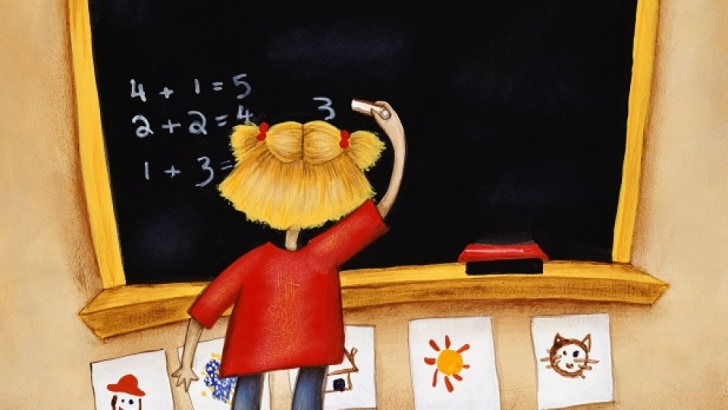 4 + 1 = 5
2 + 2 = 4
1 + 3 =
3